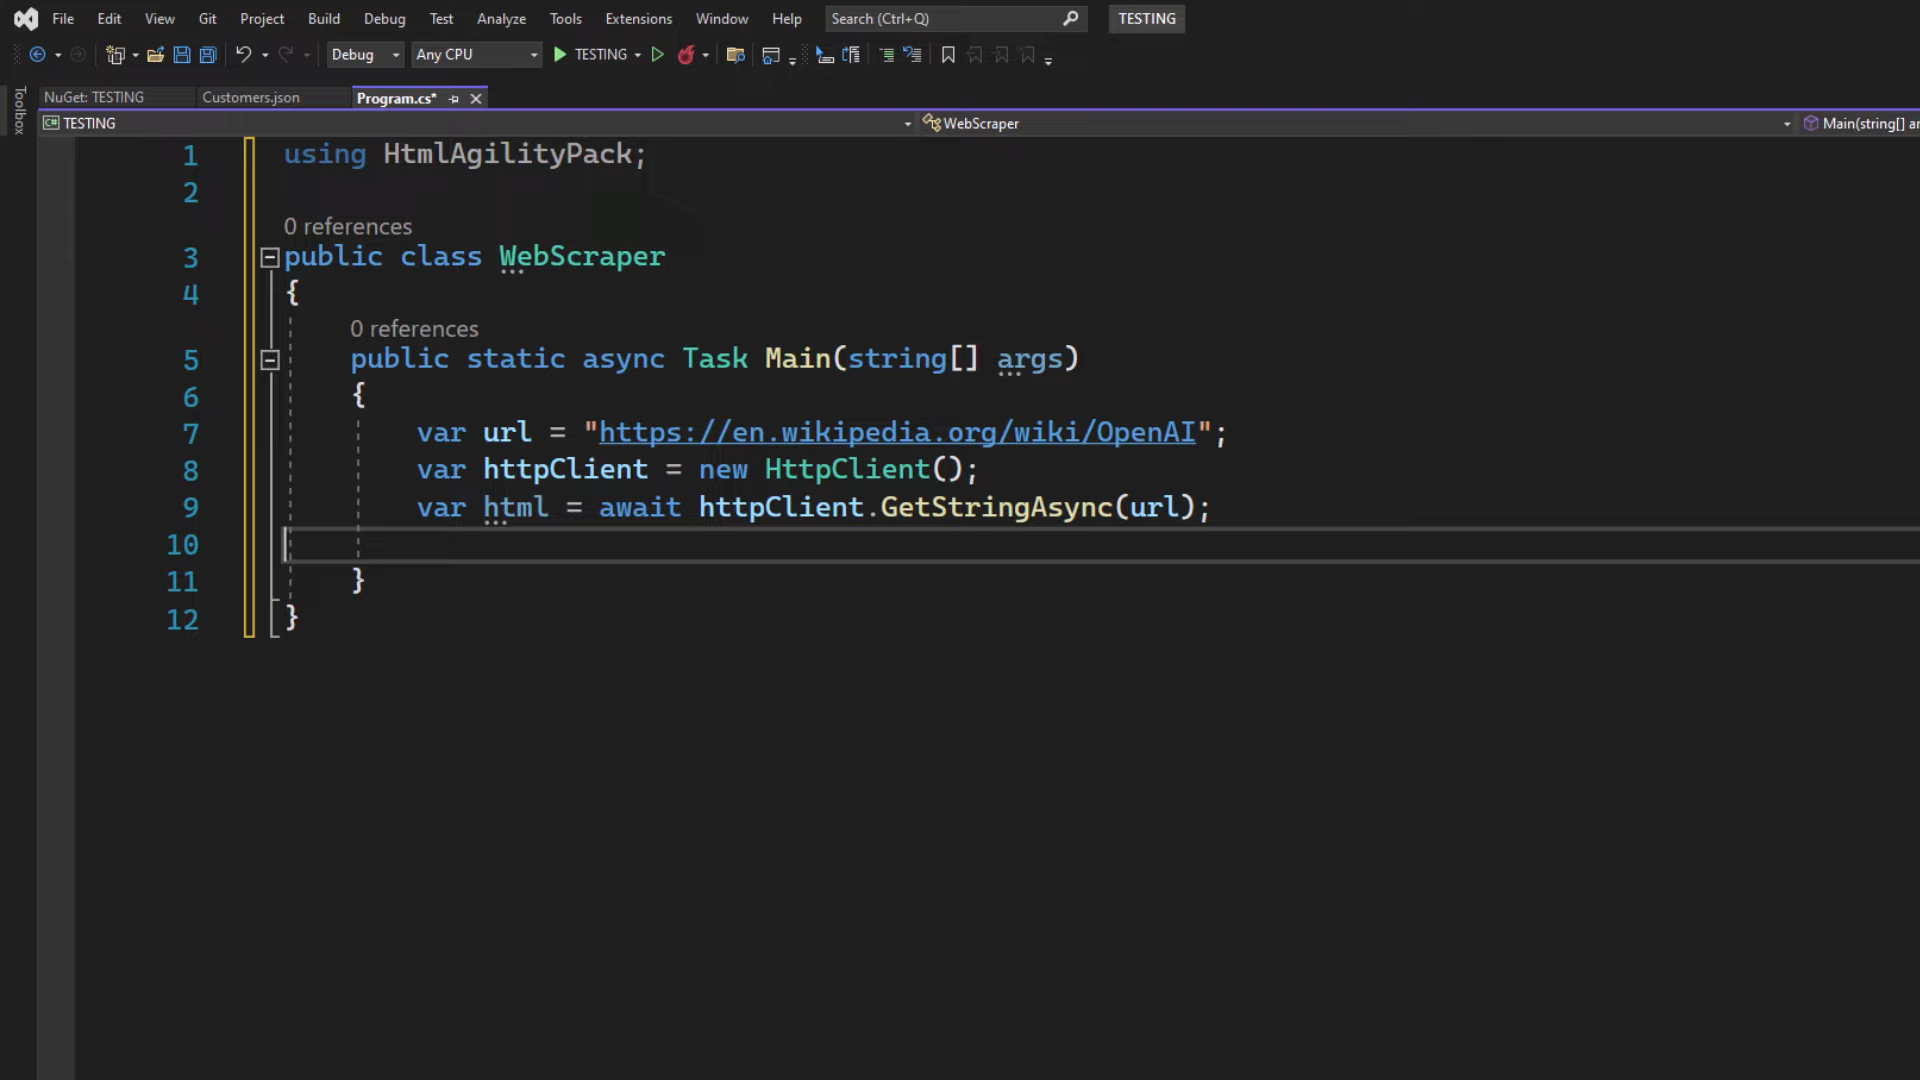 File Edit View Git Project Build Debug Test Analyze Tools Extensions Window Help Search (Ctrl+Q) TESTING
Debug Any CPU TESTING
Toolbox
NuGet: TESTING Customers.json Program.cs*
C# TESTING WebScraper Main(string[] ar
1 using HtmlAgilityPack;
2
0 references
3 public class WebScraper
4 {
0 references
5 public static async Task Main(string[] args)
6 {
7 var url = "https://en.wikipedia.org/wiki/OpenAI";
8 var httpClient = new HttpClient();
9 var html = await httpClient.GetStringAsync(url);
10
11 }
12 }